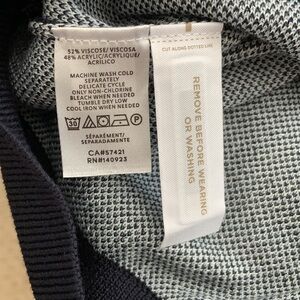 52% VISCOSE/VISCOSA
48% ACRYLIC/ACRYLIQUE/
ACRILICO
MACHINE WASH COLD
SEPARATELY
DELICATE CYCLE
ONLY NON-CHLORINE
BLEACH WHEN NEEDED
TUMBLE DRY LOW
COOL IRON WHEN NEEDED
30
SÉPARÉMENT/
SEPARADAMENTE
CA#57421
RN#140923
CUT ALONG DOTTED LINE
REMOVE BEFORE WEARING
OR WASHING